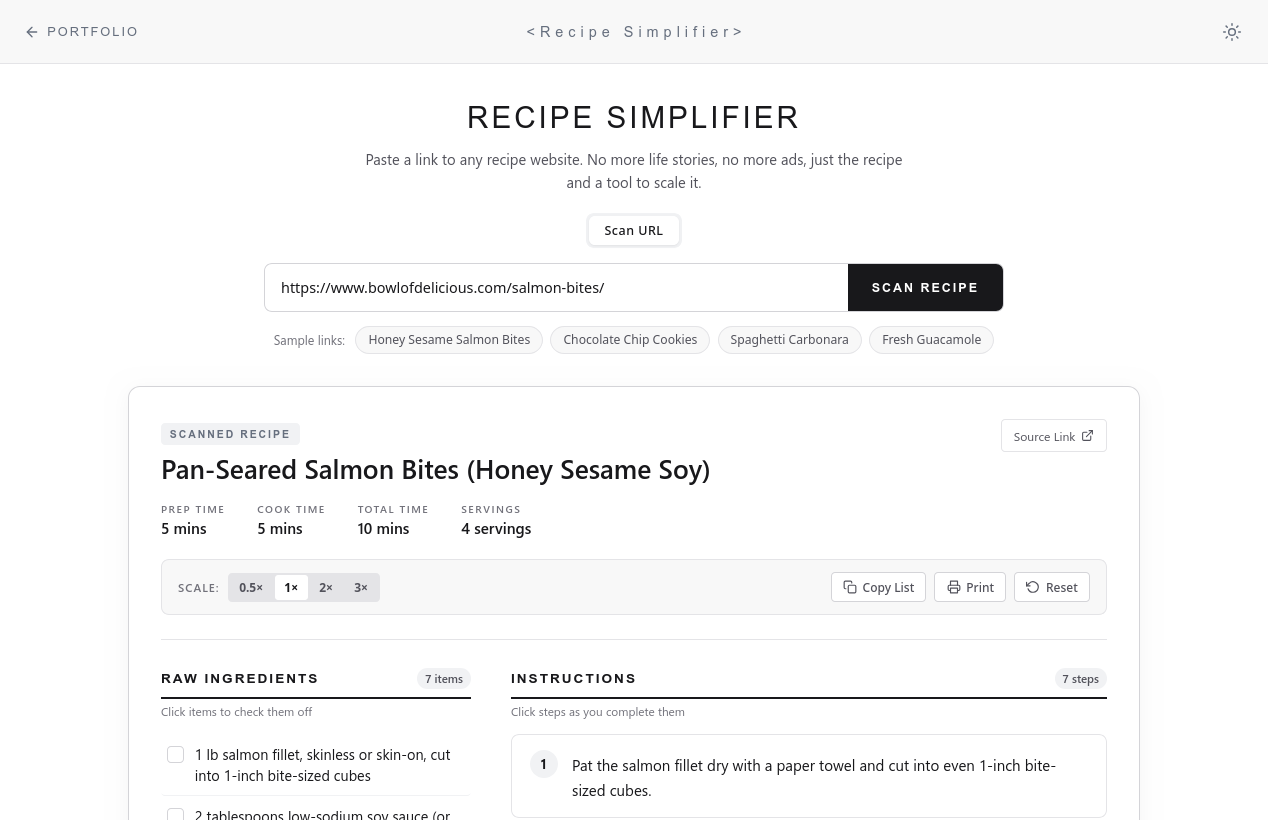 PORTFOLIO
<Recipe Simplifier>
RECIPE SIMPLIFIER
Paste a link to any recipe website. No more life stories, no more ads, just the recipe
and a tool to scale it.
Scan URL
https://www.bowlofdelicious.com/salmon-bites/
SCAN RECIPE
Sample links:
Honey Sesame Salmon Bites
Chocolate Chip Cookies
Spaghetti Carbonara
Fresh Guacamole
SCANNED RECIPE
Source Link
Pan-Seared Salmon Bites (Honey Sesame Soy)
PREP TIME
5 mins
COOK TIME
5 mins
TOTAL TIME
10 mins
SERVINGS
4 servings
SCALE:
0.5×
1×
2×
3×
Copy List
Print
Reset
RAW INGREDIENTS
7 items
Click items to check them off
1 lb salmon fillet, skinless or skin-on, cut
into 1-inch bite-sized cubes
2 tablespoons low-sodium soy sauce (or
INSTRUCTIONS
7 steps
Click steps as you complete them
1
Pat the salmon fillet dry with a paper towel and cut into even 1-inch bite-
sized cubes.